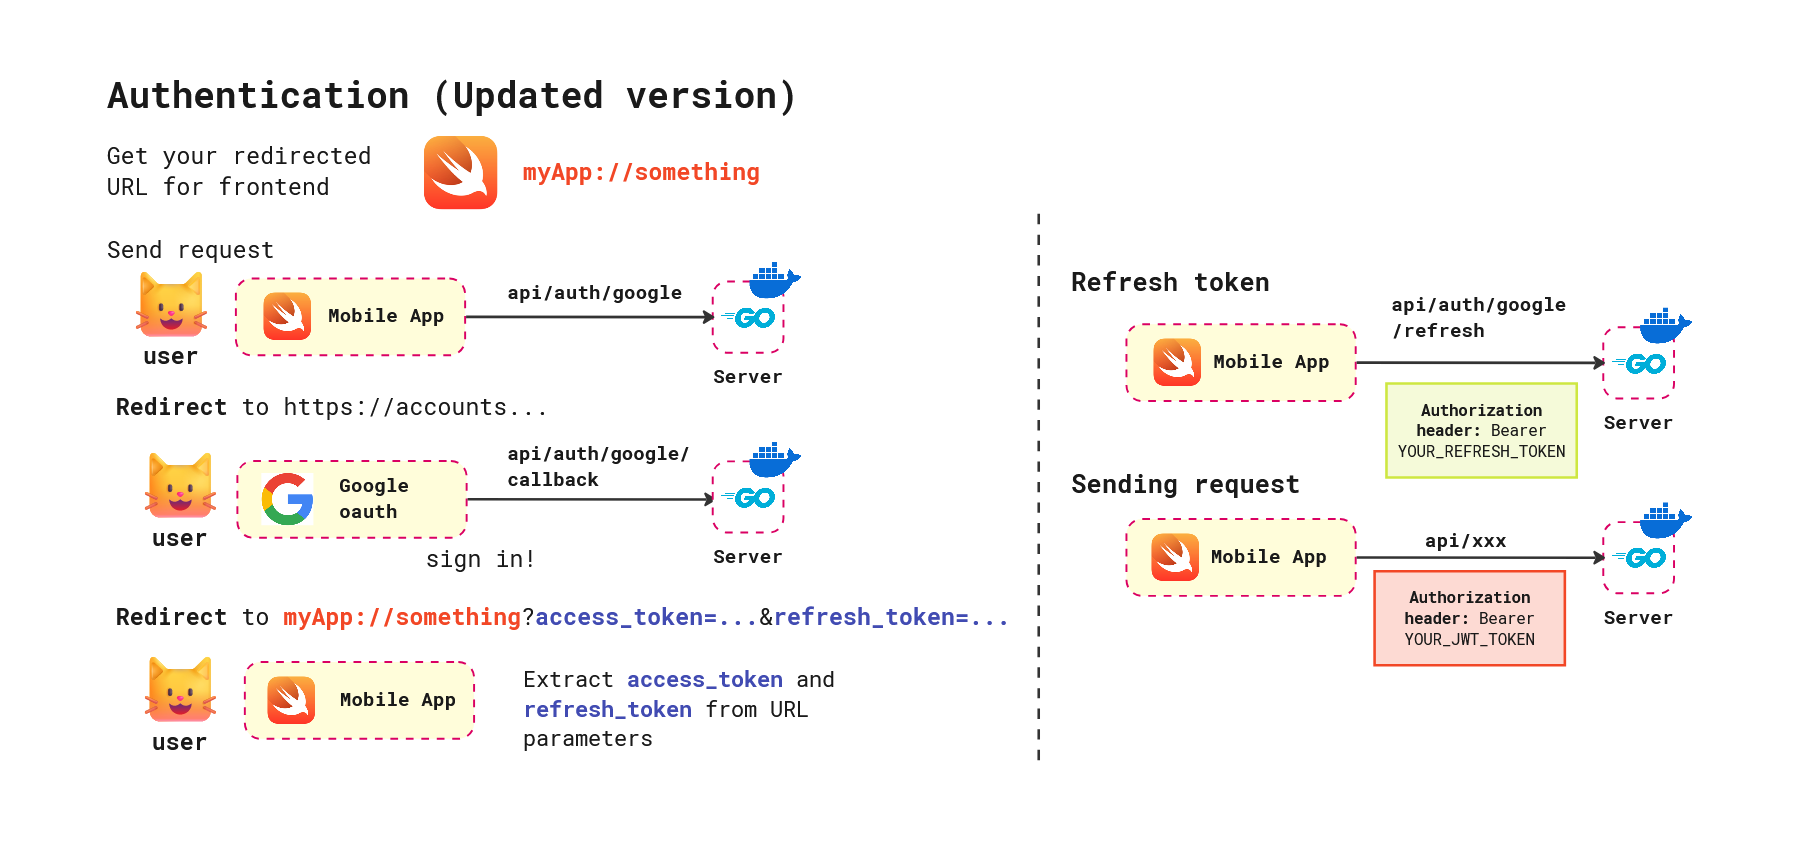 Authentication (Updated version)
Get your redirected
URL for frontend
myApp://something
Send request
user
Mobile App
api/auth/google
GO
Server
Redirect to https://accounts...
user
Google
oauth
api/auth/google/
callback
GO
Server
sign in!
Redirect to myApp://something?access_token=...&refresh_token=...
user
Mobile App
Extract access_token and
refresh_token from URL
parameters
Refresh token
Mobile App
api/auth/google
/refresh
GO
Server
Authorization
header: Bearer
YOUR_REFRESH_TOKEN
Sending request
Mobile App
api/xxx
GO
Server
Authorization
header: Bearer
YOUR_JWT_TOKEN